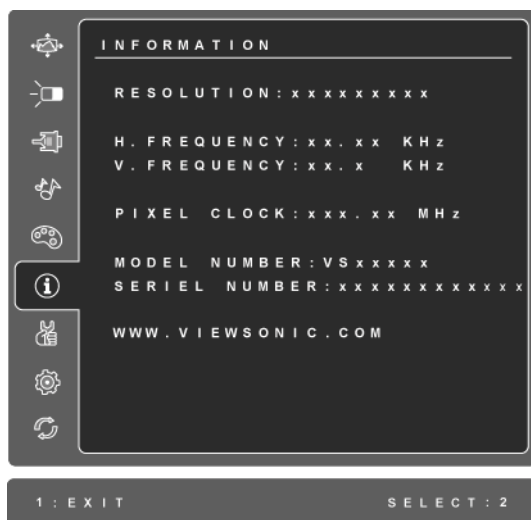 INFORMATION
RESOLUTION:xxxxxxxxx
H. FREQUENCY:xx.xx KHz
V. FREQUENCY:xx.x KHz
PIXEL CLOCK:xxx.xx MHz
MODEL NUMBER:VSxxxxx
SERIEL NUMBER:xxxxxxxxxxxx
WWW.VIEWSONIC.COM
1:EXIT SELECT:2